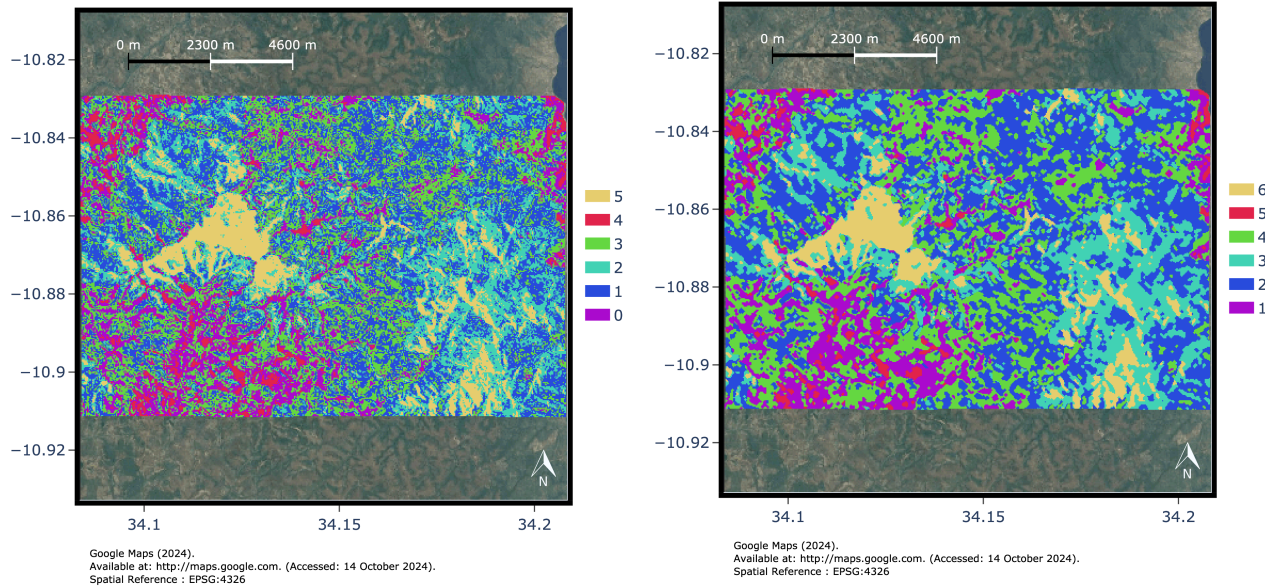 0 m 2300 m 4600 m
−10.82
−10.84
−10.86
−10.88
−10.9
−10.92
34.1 34.15 34.2
5
4
3
2
1
0
N
Google Maps (2024).
Available at: http://maps.google.com. (Accessed: 14 October 2024).
Spatial Reference : EPSG:4326
0 m 2300 m 4600 m
−10.82
−10.84
−10.86
−10.88
−10.9
−10.92
34.1 34.15 34.2
6
5
4
3
2
1
N
Google Maps (2024).
Available at: http://maps.google.com. (Accessed: 14 October 2024).
Spatial Reference : EPSG:4326